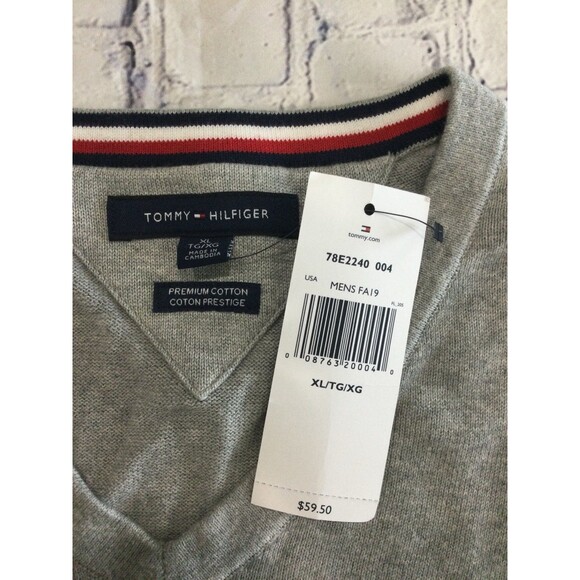 TOMMY HILFIGER
XL
TG/XG
MADE IN
CAMBODIA
PREMIUM COTTON
COTON PRESTIGE
tommy.com
78E2240 004
USA
MENS FA19
0 08763 20004 0
XL/TG/XG
$59.50